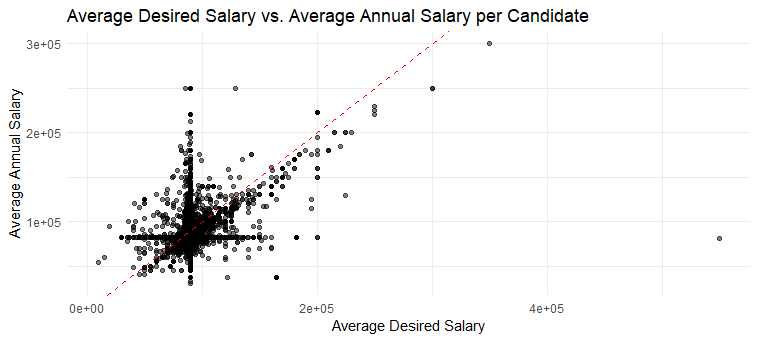 Average Desired Salary vs. Average Annual Salary per Candidate
3e+05
2e+05
1e+05
Average Annual Salary
0e+00
2e+05
4e+05
Average Desired Salary